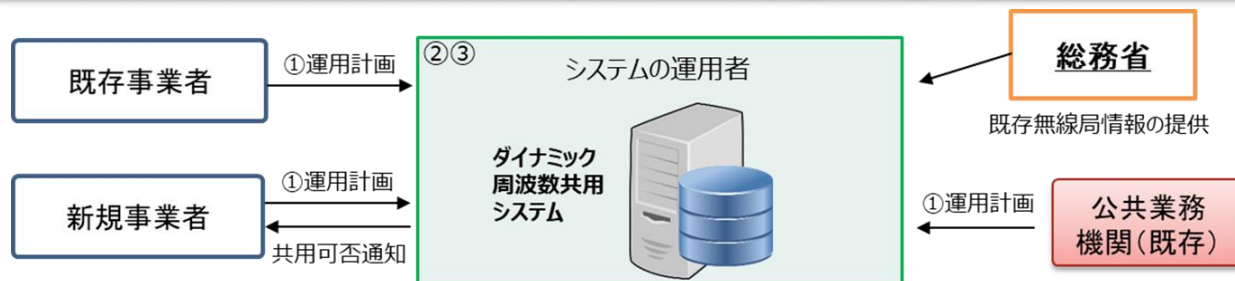 既存事業者
①運用計画
新規事業者
①運用計画
共用可否通知
②③
システムの運用者
ダイナミック
周波数共用
システム
総務省
既存無線局情報の提供
①運用計画
公共業務
機関(既存)